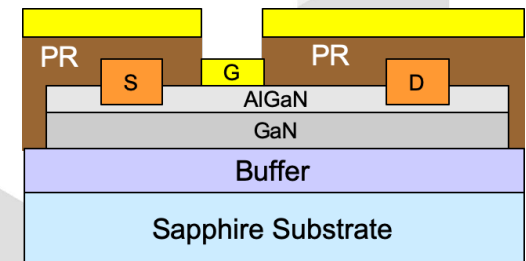 PR
PR
S
G
D
AlGaN
GaN
Buffer
Sapphire Substrate